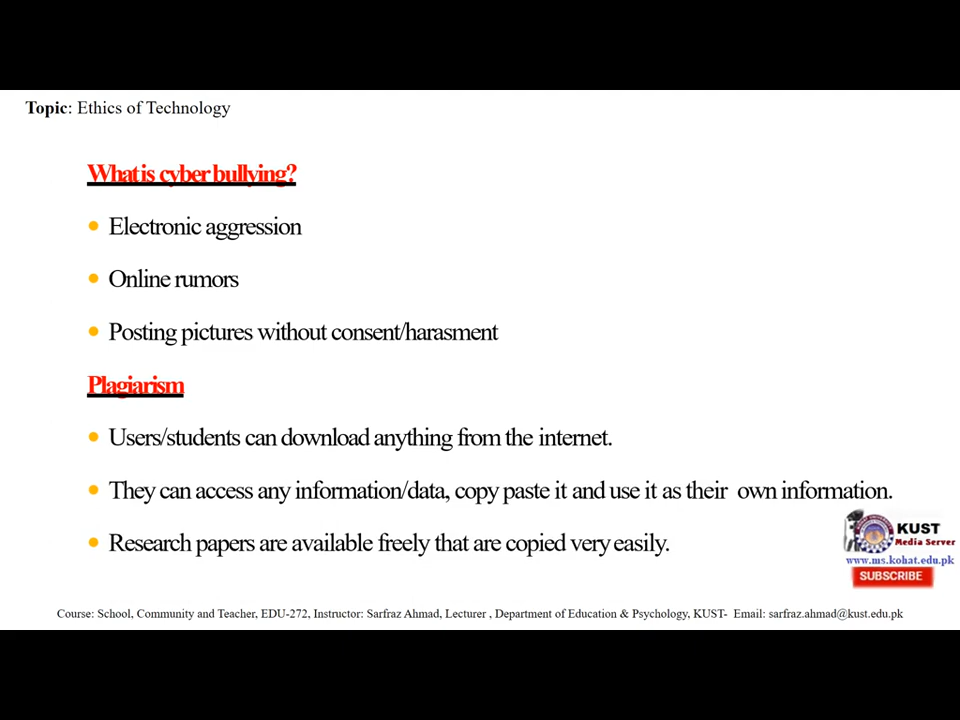 Topic: Ethics of Technology
What is cyber bullying?
Electronic aggression
Online rumors
Posting pictures without consent/harasment
Plagiarism
Users/students can download anything from the internet.
They can access any information/data, copy paste it and use it as their own information.
Research papers are available freely that are copied very easily.
KUST
Media Server
www.ms.kohat.edu.pk
SUBSCRIBE
Course: School, Community and Teacher, EDU-272, Instructor: Sarfraz Ahmad, Lecturer , Department of Education & Psychology, KUST- Email: sarfraz.ahmad@kust.edu.pk